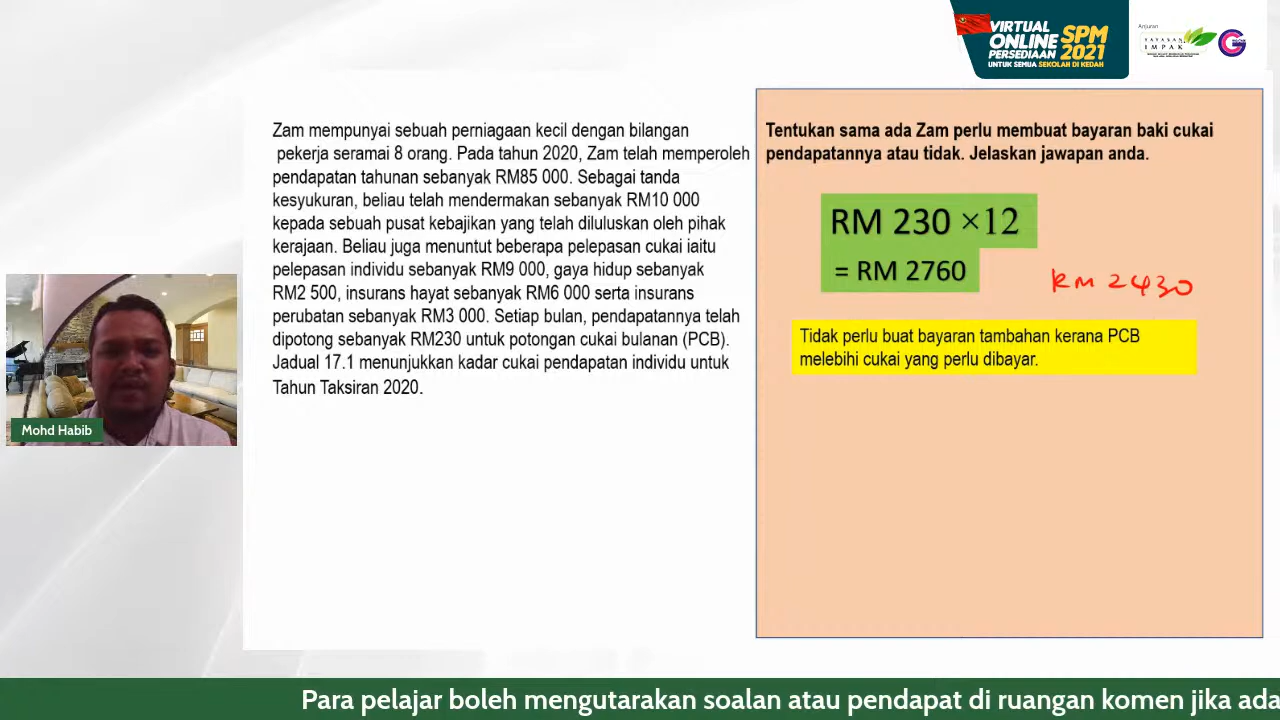 VIRTUAL
ONLINE
PERSEDIAAN
SPM
2021
UNTUK SEMUA SEKOLAH DI KEDAH
Anjuran
YAYASAN
IMPAK
G
Zam mempunyai sebuah perniagaan kecil dengan bilangan
pekerja seramai 8 orang. Pada tahun 2020, Zam telah memperoleh
pendapatan tahunan sebanyak RM85 000. Sebagai tanda
kesyukuran, beliau telah mendermakan sebanyak RM10 000
kepada sebuah pusat kebajikan yang telah diluluskan oleh pihak
kerajaan. Beliau juga menuntut beberapa pelepasan cukai iaitu
pelepasan individu sebanyak RM9 000, gaya hidup sebanyak
RM2 500, insurans hayat sebanyak RM6 000 serta insurans
perubatan sebanyak RM3 000. Setiap bulan, pendapatannya telah
dipotong sebanyak RM230 untuk potongan cukai bulanan (PCB).
Jadual 17.1 menunjukkan kadar cukai pendapatan individu untuk
Tahun Taksiran 2020.
Tentukan sama ada Zam perlu membuat bayaran baki cukai
pendapatannya atau tidak. Jelaskan jawapan anda.
RM 230 ×12
= RM 2760
RM 2430
Tidak perlu buat bayaran tambahan kerana PCB
melebihi cukai yang perlu dibayar.
Mohd Habib
Para pelajar boleh mengutarakan soalan atau pendapat di ruangan komen jika ada